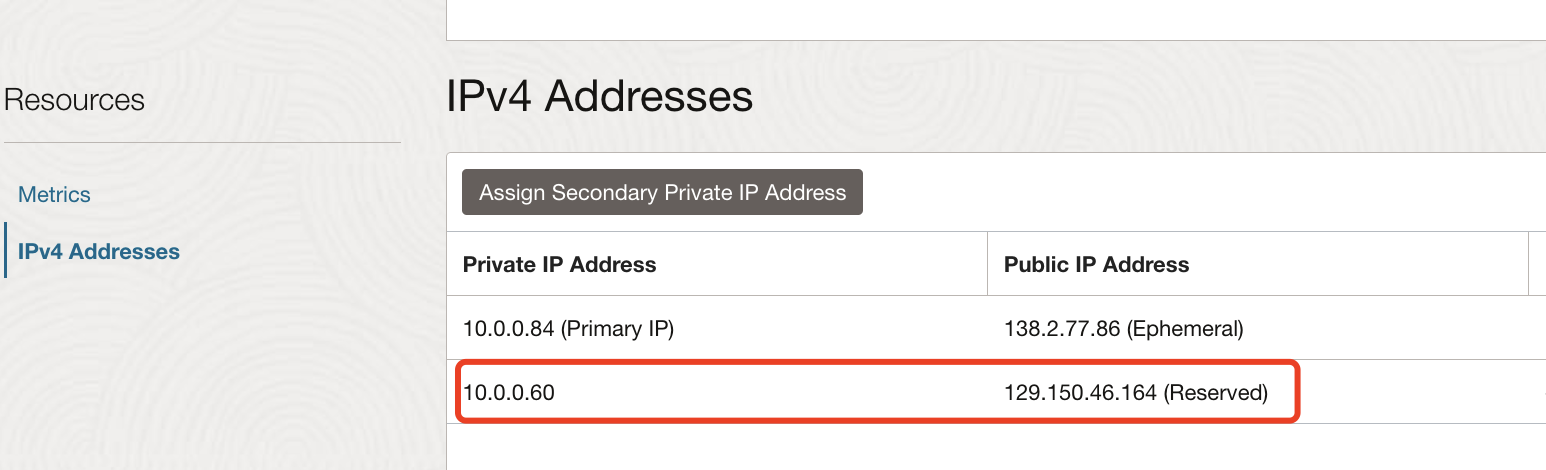 Resources
Metrics
IPv4 Addresses
IPv4 Addresses
Assign Secondary Private IP Address
Private IP Address Public IP Address
10.0.0.84 (Primary IP) 138.2.77.86 (Ephemeral)
10.0.0.60 129.150.46.164 (Reserved)